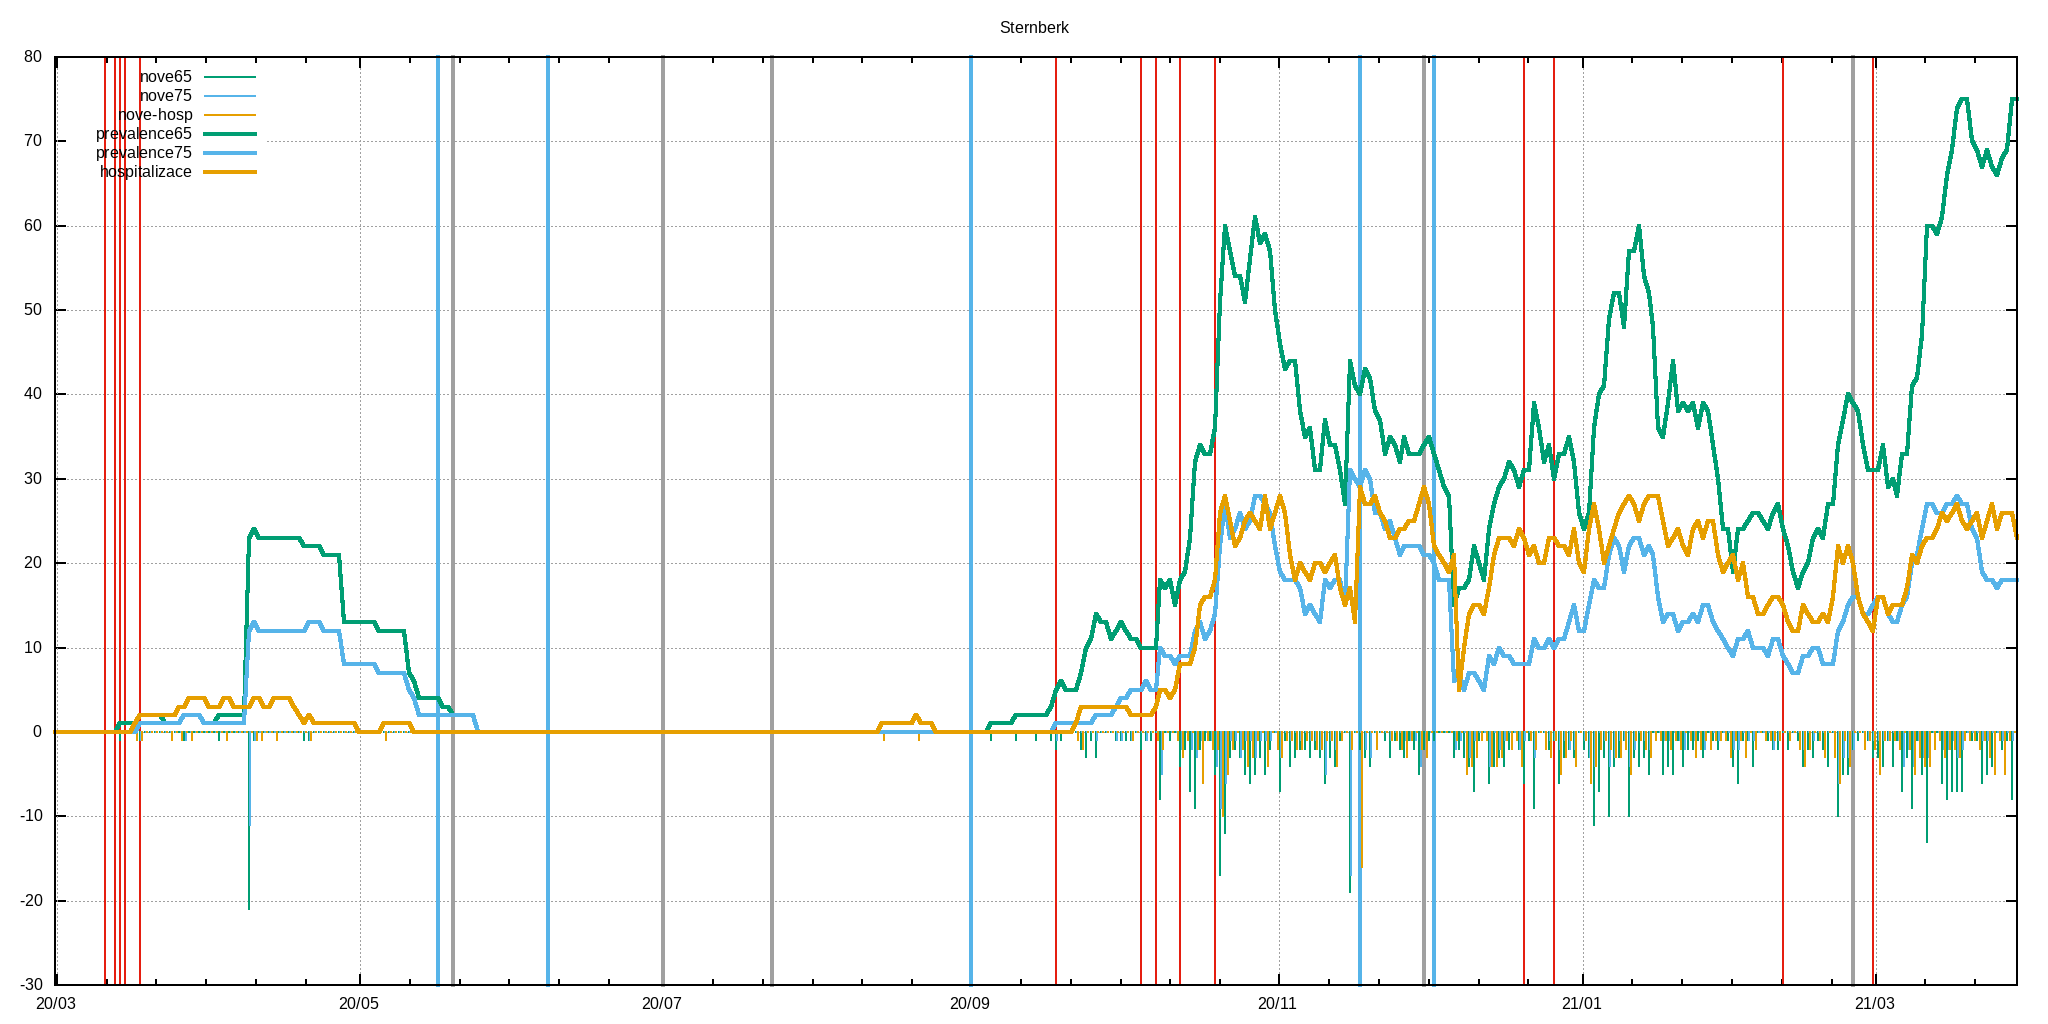 Sternberk
80
70
60
50
40
30
20
10
0
-10
-20
-30
nove65
nove75
nove-hosp
prevalence65
prevalence75
hospitalizace
20/03 20/05 20/07 20/09 20/11 21/01 21/03